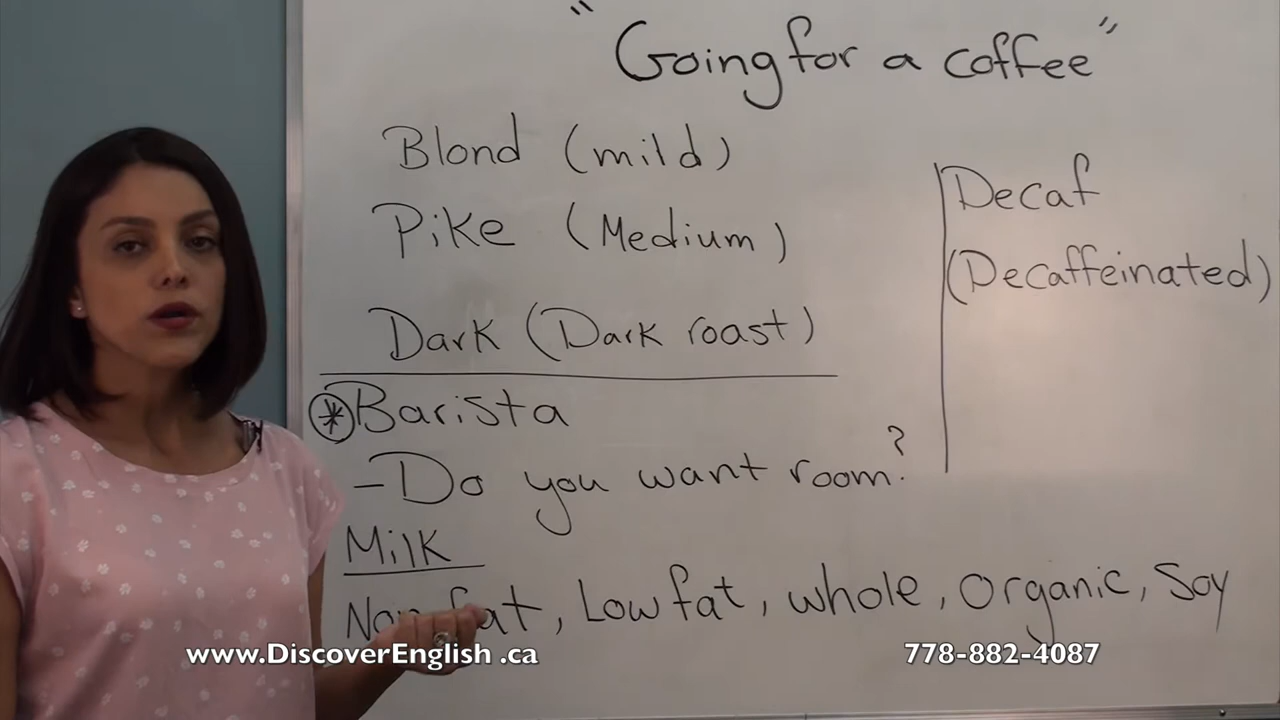 "Going for a coffee"
Blond (mild)
Pike (Medium)
Dark (Dark roast)
Decaf
(Decaffeinated)
* Barista
- Do you want room?
Milk
Non fat, Low fat, whole, Organic, Soy
www.DiscoverEnglish .ca
778-882-4087